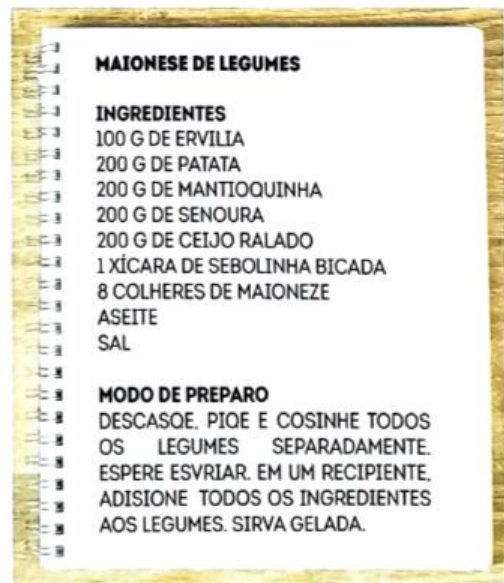 MAIONESE DE LEGUMES
INGREDIENTES
100 G DE ERVILIA
200 G DE PATATA
200 G DE MANTIOQUINHA
200 G DE SENOURA
200 G DE CEIJO RALADO
1 XÍCARA DE SEBOLINHA BICADA
8 COLHERES DE MAIONEZE
ASEITE
SAL
MODO DE PREPARO
DESCASQE, PIQE E COSINHE TODOS
OS LEGUMES SEPARADAMENTE.
ESPERE ESVRIAR. EM UM RECIPIENTE,
ADISIONE TODOS OS INGREDIENTES
AOS LEGUMES. SIRVA GELADA.